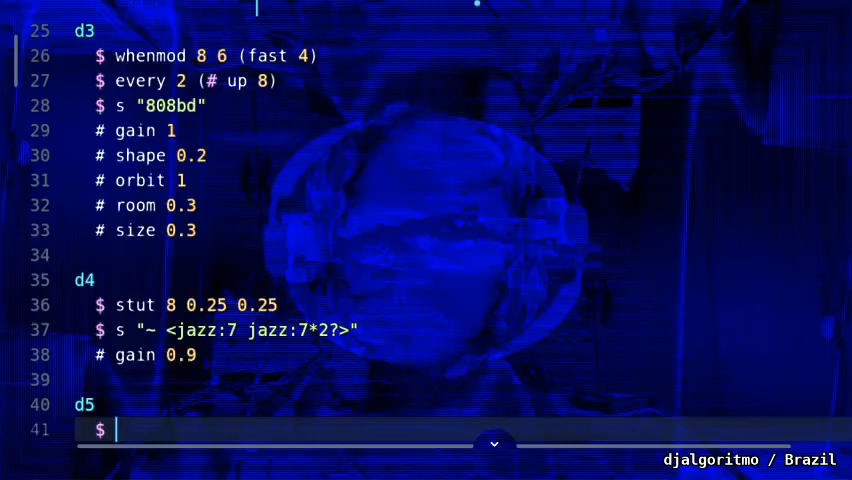 25 d3
26 $ whenmod 8 6 (fast 4)
27 $ every 2 (# up 8)
28 $ s "808bd"
29 # gain 1
30 # shape 0.2
31 # orbit 1
32 # room 0.3
33 # size 0.3
34
35 d4
36 $ stut 8 0.25 0.25
37 $ s "~ <jazz:7 jazz:7*2?>"
38 # gain 0.9
39
40 d5
41 $
djalgoritmo / Brazil